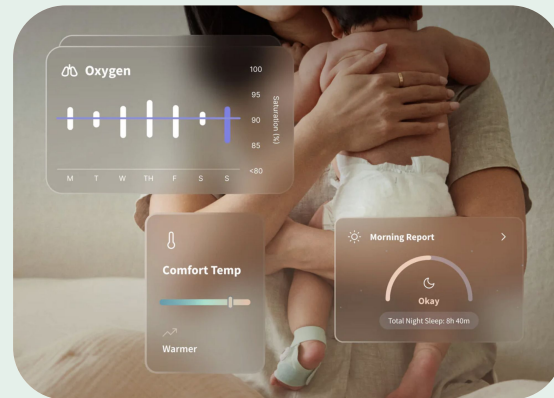 Oxygen
100
95
90
85
<80
Saturation (%)
M T W TH F S S
Comfort Temp
Warmer
Morning Report
Okay
Total Night Sleep: 8h 40m